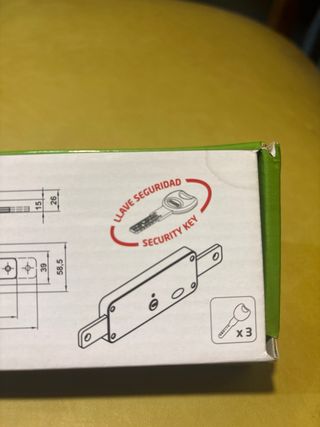 15
26
LLAVE SEGURIDAD
SECURITY KEY
39
58,5
x 3